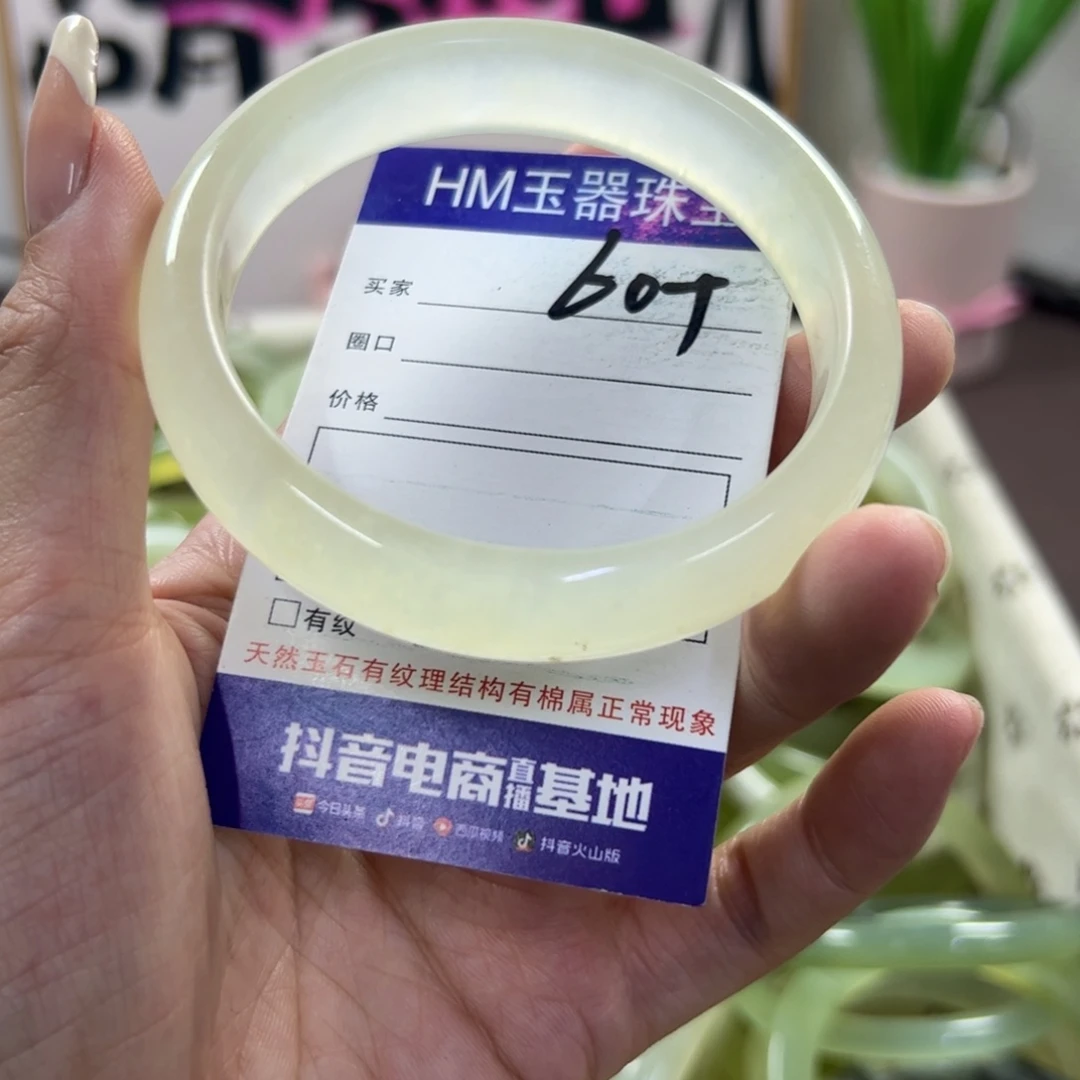 HM玉器珠宝
60+
买家
圈口
价格
有纹
天然玉石有纹理结构有棉属正常现象
抖音电商直播基地
今日头条 抖音 西瓜视频 抖音火山版